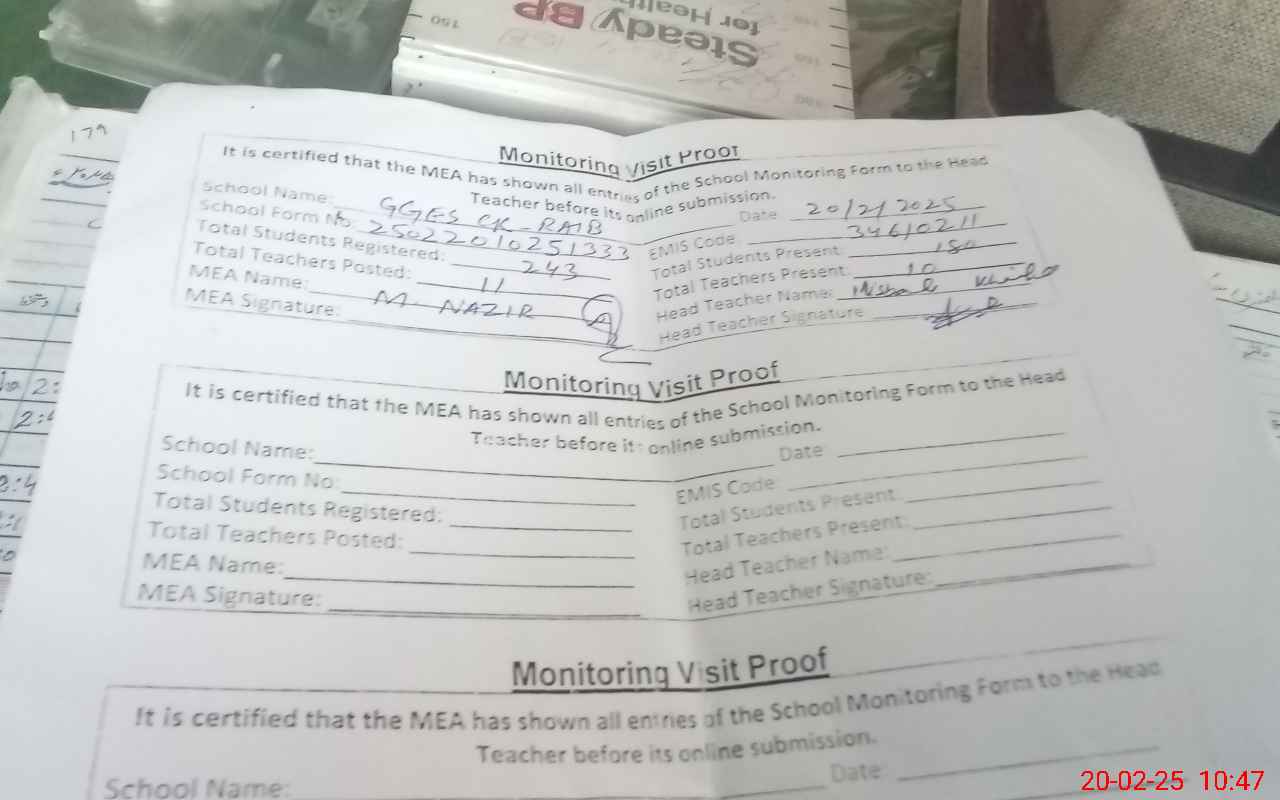 Steady BP
for Health
150
179
Monitoring Visit Proof
It is certified that the MEA has shown all entries of the School Monitoring Form to the Head
Teacher before its online submission.
School Name: GGES CK-RAIB Date: 20/2/2025
School Form No: 25022010251333 EMIS Code 34610211
Total Students Registered: 243 Total Students Present: 180
Total Teachers Posted: 11 Total Teachers Present: 10
MEA Name: M. NAZIR Head Teacher Name:
MEA Signature: Head Teacher Signature
Monitoring Visit Proof
It is certified that the MEA has shown all entries of the School Monitoring Form to the Head
Teacher before its online submission.
School Name: Date:
School Form No: EMIS Code:
Total Students Registered: Total Students Present:
Total Teachers Posted: Total Teachers Present:
MEA Name: Head Teacher Name:
MEA Signature: Head Teacher Signature:
Monitoring Visit Proof
It is certified that the MEA has shown all entries of the School Monitoring Form to the Head
Teacher before its online submission.
School Name: Date:
20-02-25 10:47